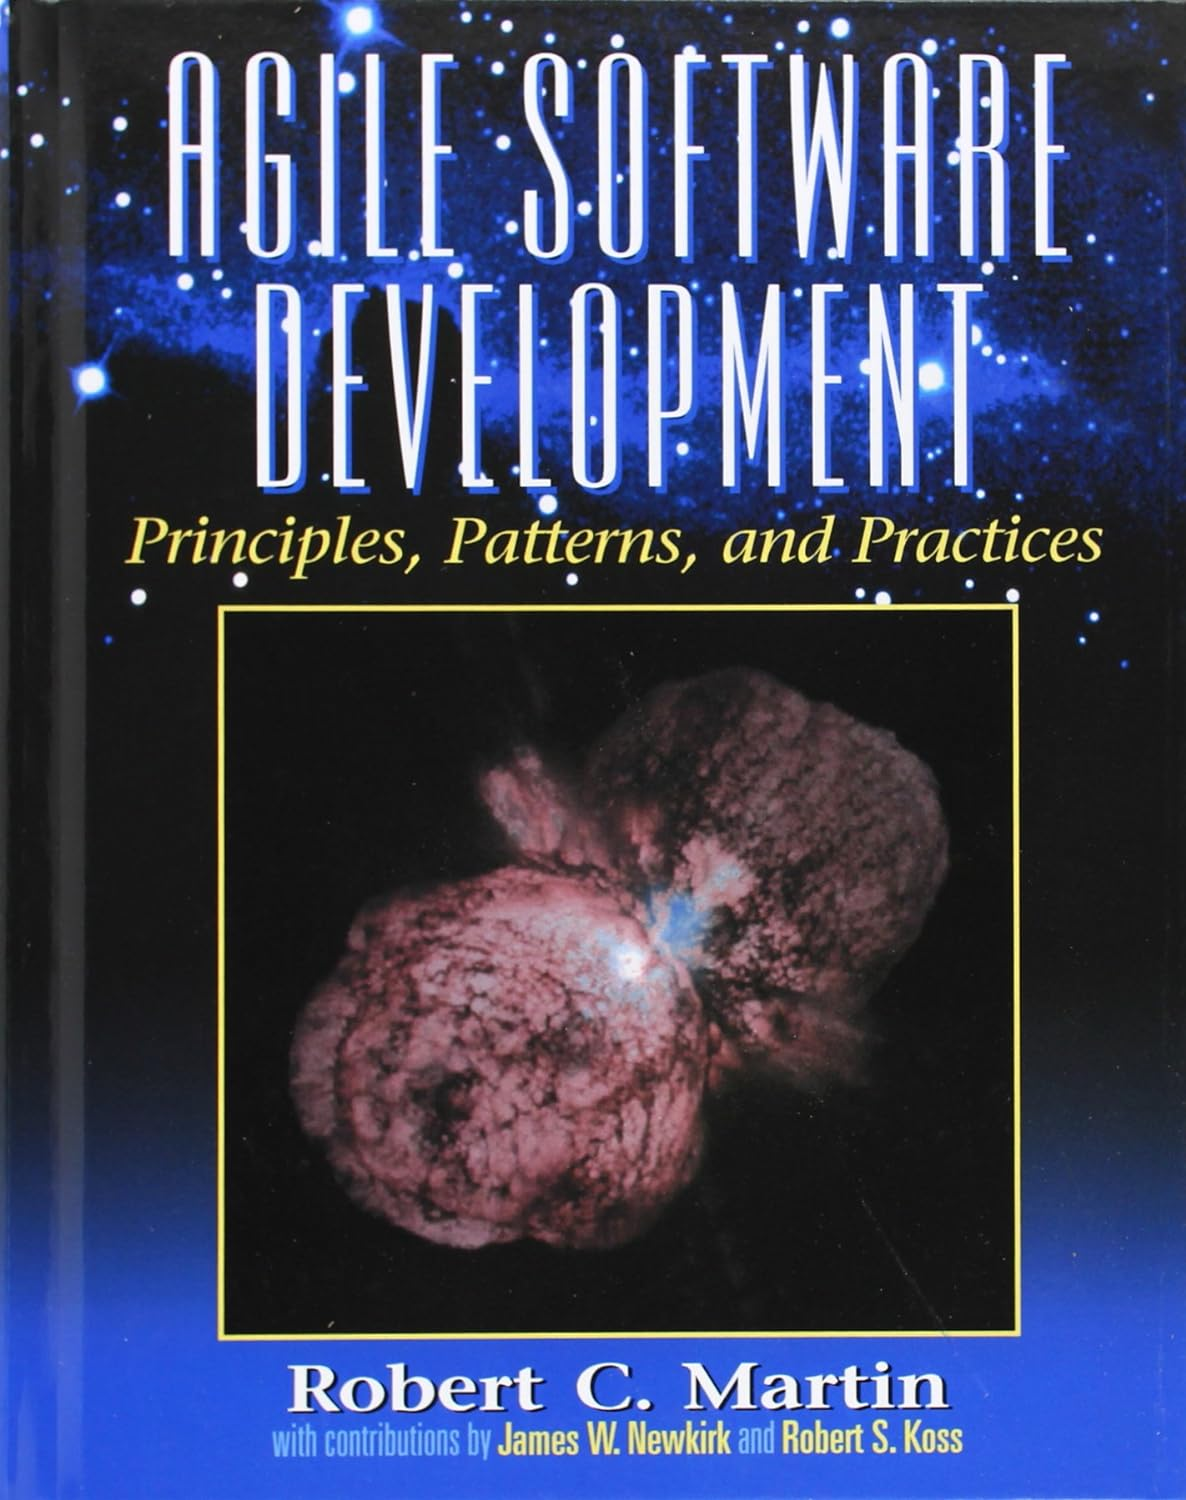 AGILE SOFTWARE
DEVELOPMENT
Principles, Patterns, and Practices
Robert C. Martin
with contributions by James W. Newkirk and Robert S. Koss